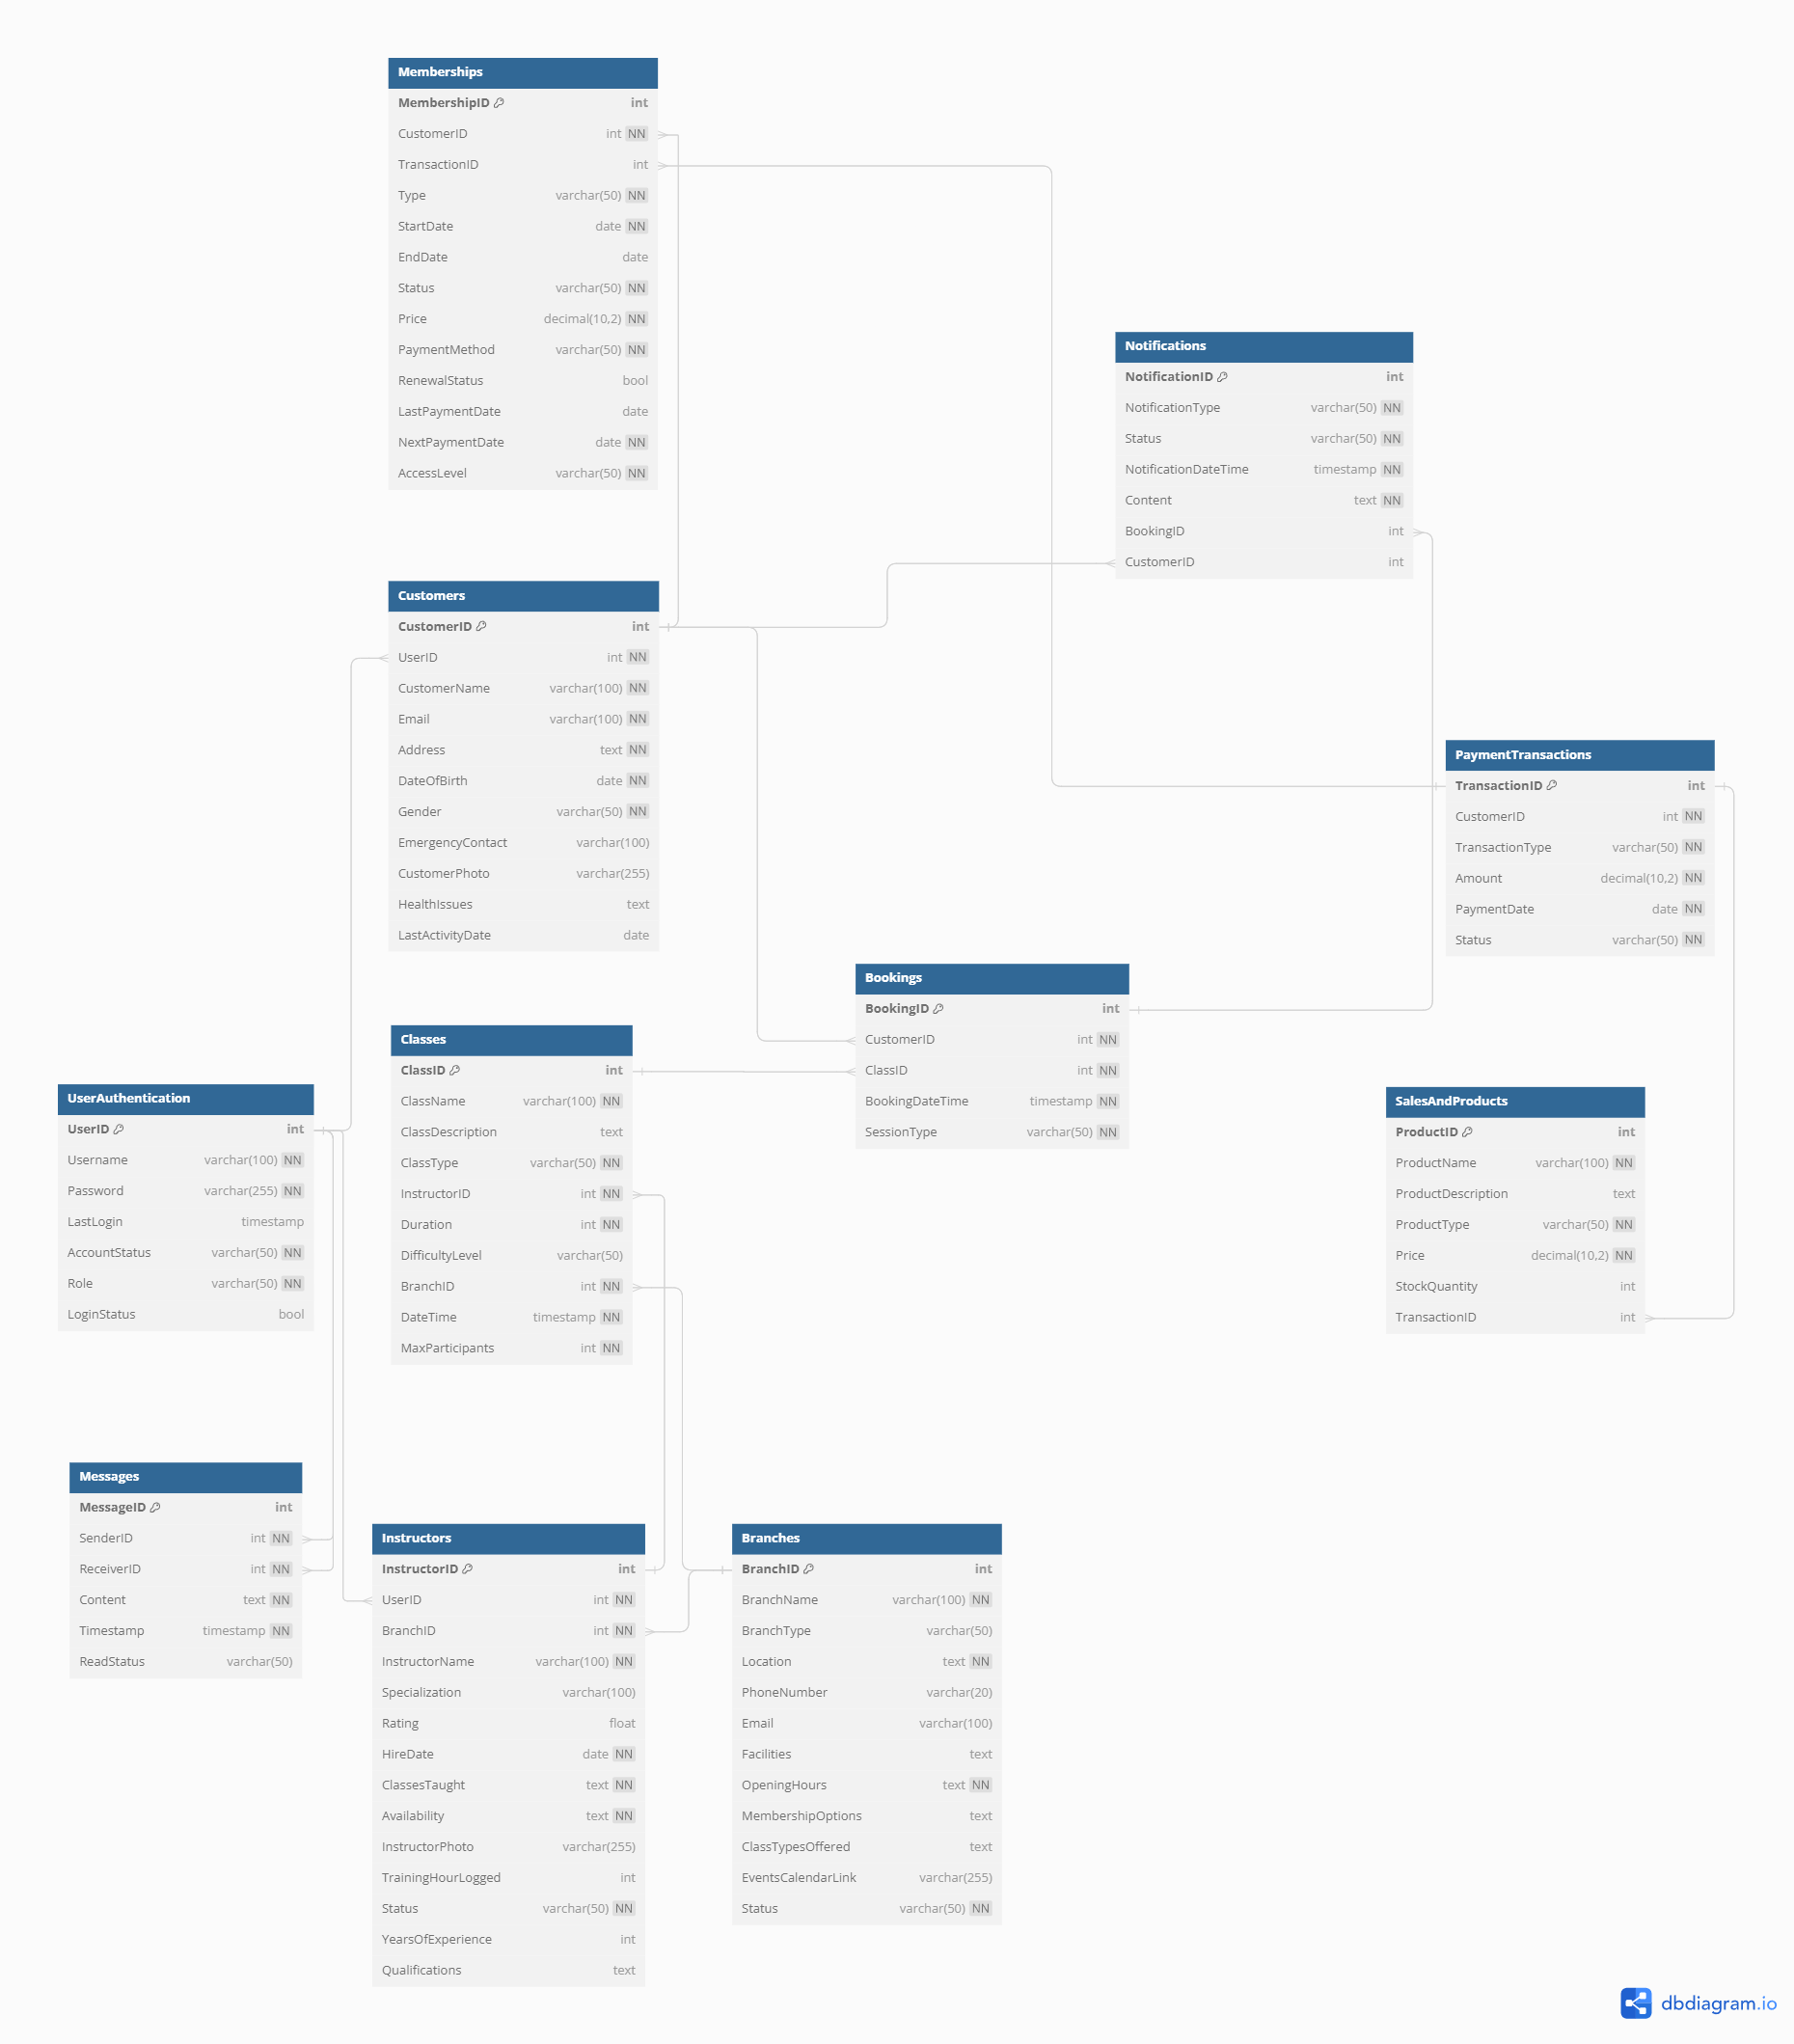 Memberships
MembershipID int
CustomerID int NN
TransactionID int
Type varchar(50) NN
StartDate date NN
EndDate date
Status varchar(50) NN
Price decimal(10,2) NN
PaymentMethod varchar(50) NN
RenewalStatus bool
LastPaymentDate date
NextPaymentDate date NN
AccessLevel varchar(50) NN
Notifications
NotificationID int
NotificationType varchar(50) NN
Status varchar(50) NN
NotificationDateTime timestamp NN
Content text NN
BookingID int
CustomerID int
Customers
CustomerID int
UserID int NN
CustomerName varchar(100) NN
Email varchar(100) NN
Address text NN
DateOfBirth date NN
Gender varchar(50) NN
EmergencyContact varchar(100)
CustomerPhoto varchar(255)
HealthIssues text
LastActivityDate date
PaymentTransactions
TransactionID int
CustomerID int NN
TransactionType varchar(50) NN
Amount decimal(10,2) NN
PaymentDate date NN
Status varchar(50) NN
Bookings
BookingID int
CustomerID int NN
ClassID int NN
BookingDateTime timestamp NN
SessionType varchar(50) NN
Classes
ClassID int
ClassName varchar(100) NN
ClassDescription text
ClassType varchar(50) NN
InstructorID int NN
Duration int NN
DifficultyLevel varchar(50)
BranchID int NN
DateTime timestamp NN
MaxParticipants int NN
UserAuthentication
UserID int
Username varchar(100) NN
Password varchar(255) NN
LastLogin timestamp
AccountStatus varchar(50) NN
Role varchar(50) NN
LoginStatus bool
SalesAndProducts
ProductID int
ProductName varchar(100) NN
ProductDescription text
ProductType varchar(50) NN
Price decimal(10,2) NN
StockQuantity int
TransactionID int
Messages
MessageID int
SenderID int NN
ReceiverID int NN
Content text NN
Timestamp timestamp NN
ReadStatus varchar(50)
Instructors
InstructorID int
UserID int NN
BranchID int NN
InstructorName varchar(100) NN
Specialization varchar(100)
Rating float
HireDate date NN
ClassesTaught text NN
Availability text NN
InstructorPhoto varchar(255)
TrainingHourLogged int
Status varchar(50) NN
YearsOfExperience int
Qualifications text
Branches
BranchID int
BranchName varchar(100) NN
BranchType varchar(50)
Location text NN
PhoneNumber varchar(20)
Email varchar(100)
Facilities text
OpeningHours text NN
MembershipOptions text
ClassTypesOffered text
EventsCalendarLink varchar(255)
Status varchar(50) NN
dbdiagram.io